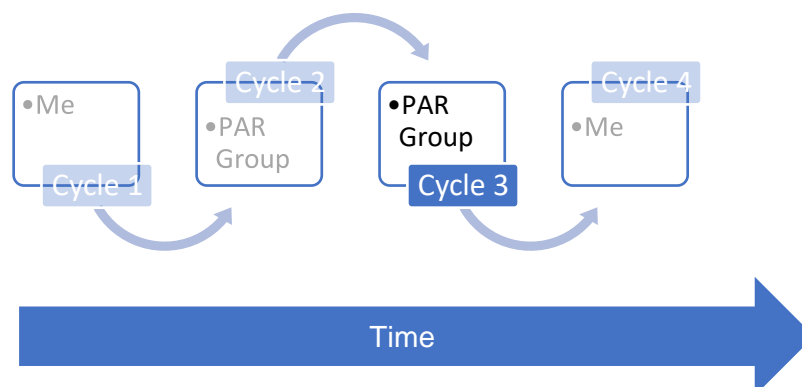 •Me
Cycle 1
Cycle 2
•PAR
Group
•PAR
Group
Cycle 3
Cycle 4
•Me
Time